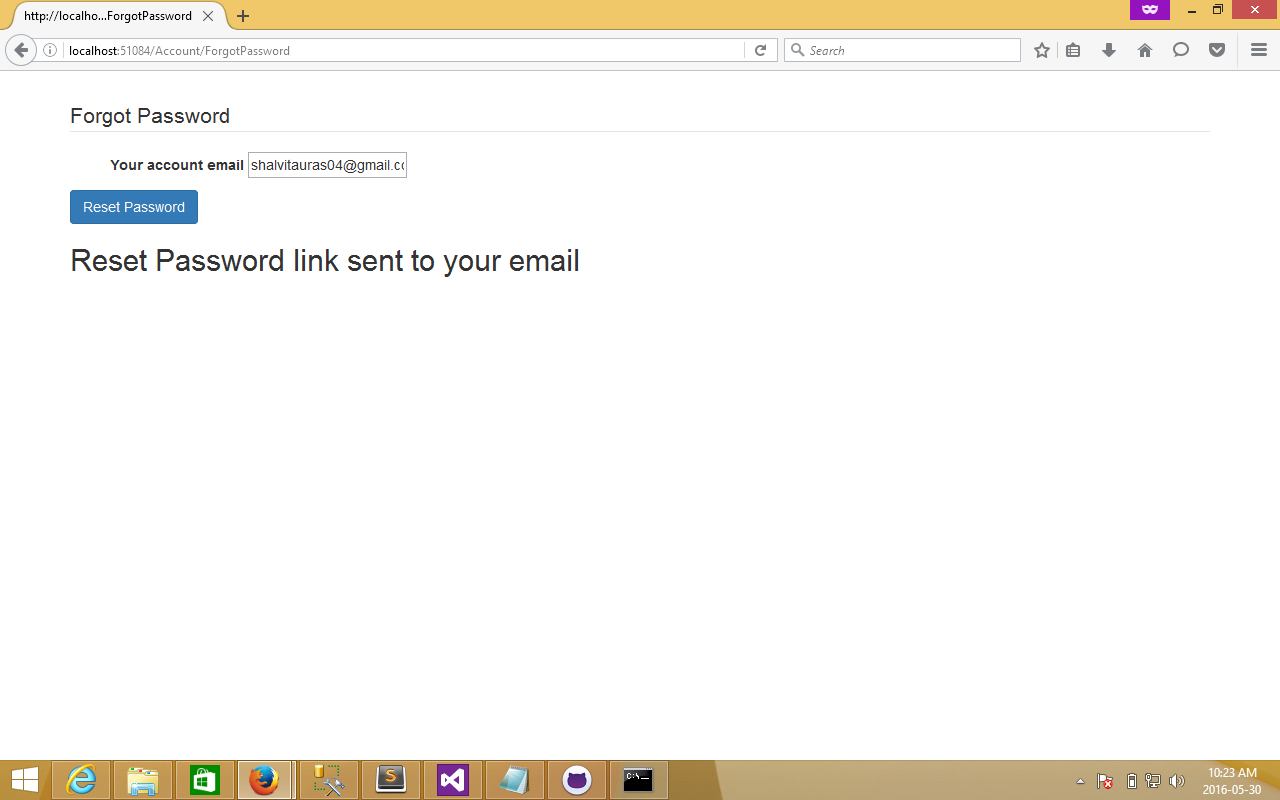 http://localho...ForgotPassword
localhost:51084/Account/ForgotPassword
Search
Forgot Password
Your account email shalvitauras04@gmail.co
Reset Password
Reset Password link sent to your email
C:\._
10:23 AM
2016-05-30